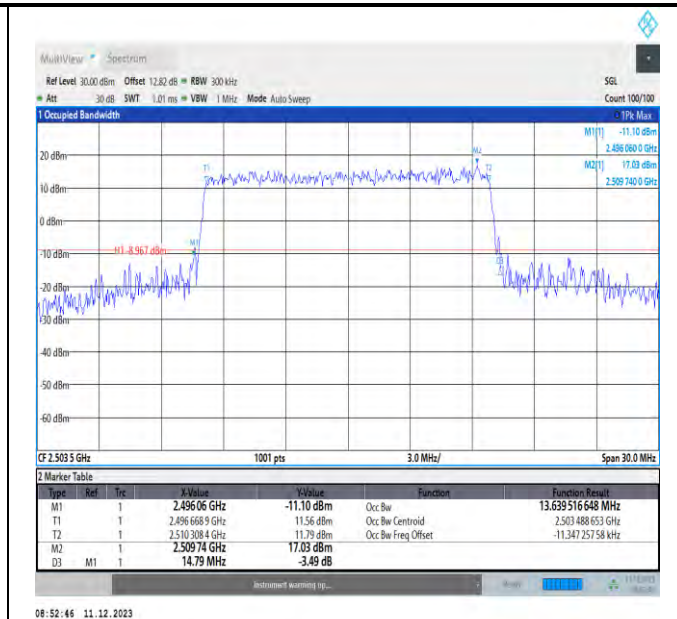 MultiView Spectrum
Ref Level 30.00 dBm Offset 12.82 dB RBW 300 kHz SGL
Att 30 dB SWT 1.01 ms VBW 1 MHz Mode Auto Sweep Count 100/100
1 Occupied Bandwidth 1Pk Max
M1[1] -11.10 dBm
2.496 060 0 GHz
M2[1] 17.03 dBm
2.509 740 0 GHz
M2
T1 T2
20 dBm
10 dBm
0 dBm
M1
H1 -8.967 dBm
-10 dBm
D3
-20 dBm
-30 dBm
-40 dBm
-50 dBm
-60 dBm
CF 2.503 5 GHz 1001 pts 3.0 MHz/ Span 30.0 MHz
2 Marker Table
Type Ref Trc X-Value Y-Value Function Function Result
M1 1 2.496 06 GHz -11.10 dBm Occ Bw 13.639 516 648 MHz
T1 1 2.496 668 9 GHz 11.56 dBm Occ Bw Centroid 2.503 488 653 GHz
T2 1 2.510 308 4 GHz 11.79 dBm Occ Bw Freq Offset -11.347 257 58 kHz
M2 1 2.509 74 GHz 17.03 dBm
D3 M1 1 14.79 MHz -3.49 dB
Instrument warming up...
08:52:46 11.12.2023